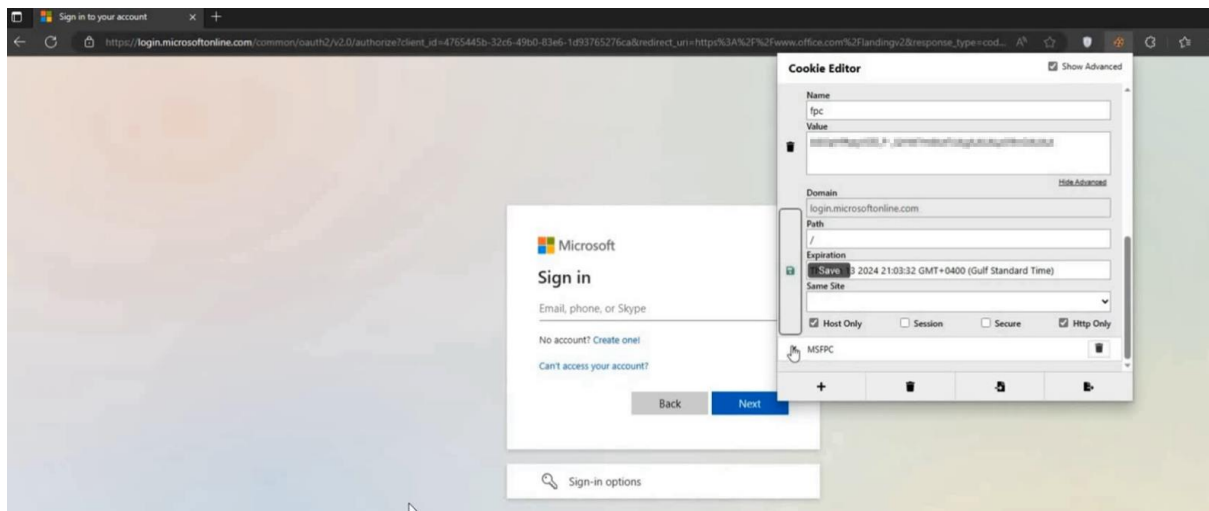 Sign in to your account
https://login.microsoftonline.com/common/oauth2/v2.0/authorize?client_id=4765445b-32c6-49b0-83e6-1d93765276ca&redirect_uri=https%3A%2F%2Fwww.office.com%2Flandingv2&response_type=cod...
Cookie Editor
Show Advanced
Name
fpc
Value
Hide Advanced
Domain
login.microsoftonline.com
Path
/
Expiration
Save 3 2024 21:03:32 GMT+0400 (Gulf Standard Time)
Same Site
Host Only Session Secure Http Only
MSFPC
Microsoft
Sign in
Email, phone, or Skype
No account? Create one!
Can't access your account?
Back Next
Sign-in options